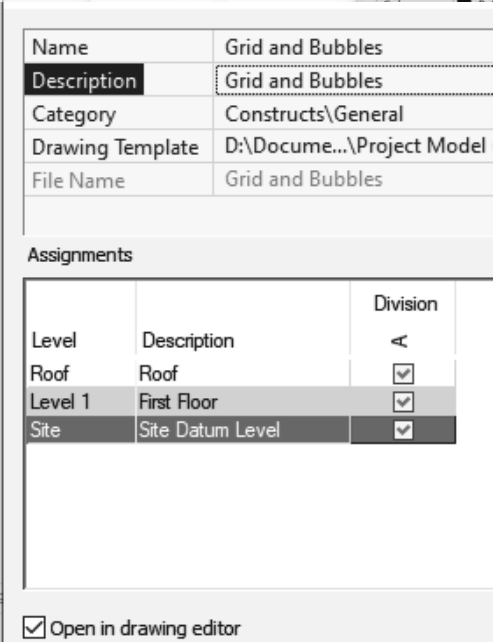 Name Grid and Bubbles
Description Grid and Bubbles
Category Constructs\General
Drawing Template D:\Docume...\Project Model
File Name Grid and Bubbles
Assignments
Division
Level Description A
Roof Roof
Level 1 First Floor
Site Site Datum Level
Open in drawing editor